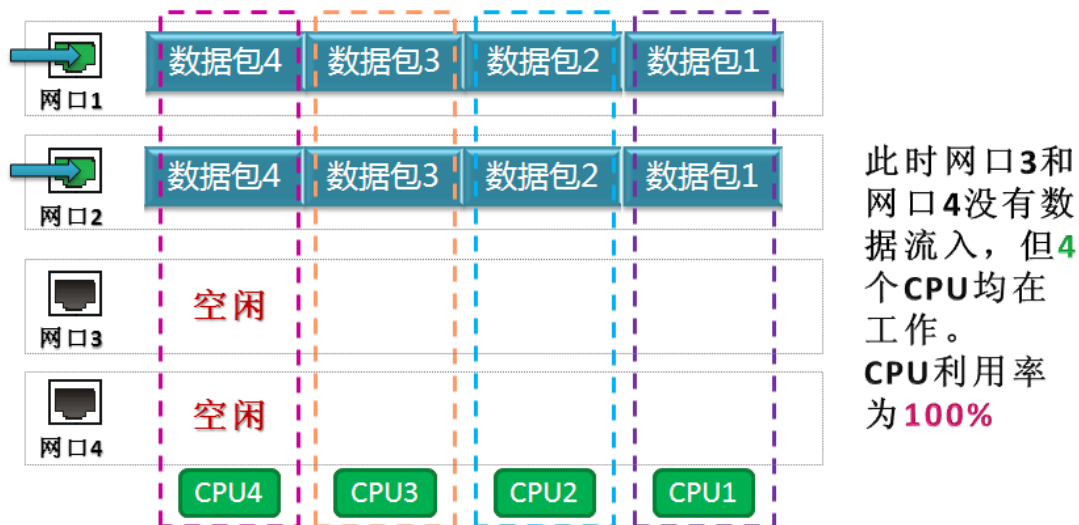 数据包4 数据包3 数据包2 数据包1
网口1
数据包4 数据包3 数据包2 数据包1
网口2
空闲
网口3
空闲
网口4
CPU4 CPU3 CPU2 CPU1
此时网口3和
网口4没有数
据流入，但4
个CPU均在
工作。
CPU利用率
为100%